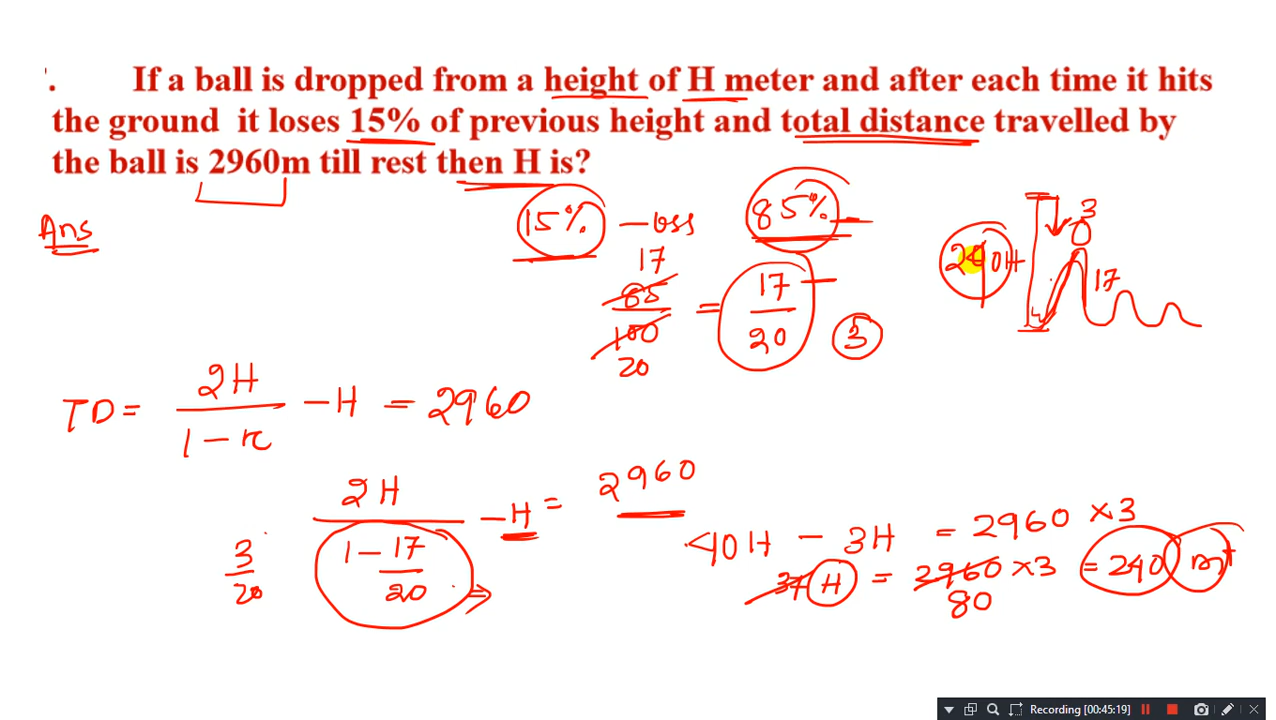 . If a ball is dropped from a height of H meter and after each time it hits
the ground it loses 15% of previous height and total distance travelled by
the ball is 2960m till rest then H is?
Ans
15% - loss
85%
17
85
100
20
=
17
20
3
3
17
TD = 2H / 1 - r - H = 2960
2H / 1 - 17/20 - H = 2960
3/20
40H - 3H = 2960 × 3
37 H = 2960 × 3 = 240 mt
80
Recording [00:45:19]